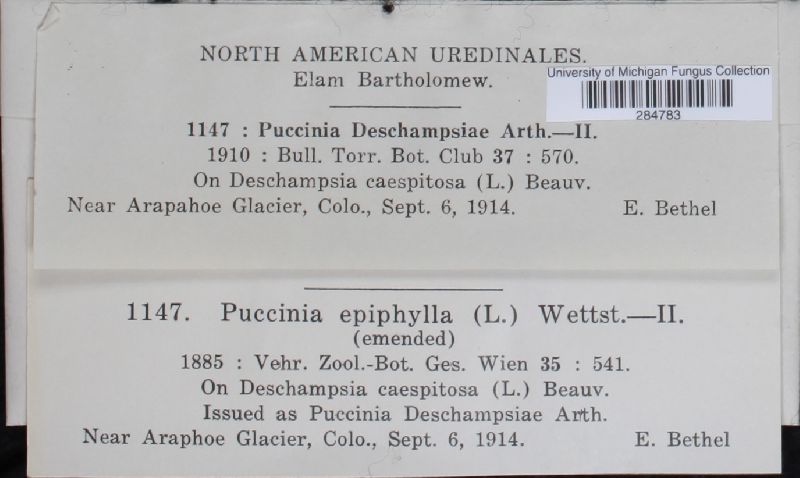 NORTH AMERICAN UREDINALES.
Elam Bartholomew.
University of Michigan Fungus Collection
284783
1147 : Puccinia Deschampsiae Arth.—II.
1910 : Bull. Torr. Bot. Club 37 : 570.
On Deschampsia caespitosa (L.) Beauv.
Near Arapahoe Glacier, Colo., Sept. 6, 1914. E. Bethel
1147. Puccinia epiphylla (L.) Wettst.—II.
(emended)
1885 : Vehr. Zool.-Bot. Ges. Wien 35 : 541.
On Deschampsia caespitosa (L.) Beauv.
Issued as Puccinia Deschampsiae Arth.
Near Araphoe Glacier, Colo., Sept. 6, 1914. E. Bethel